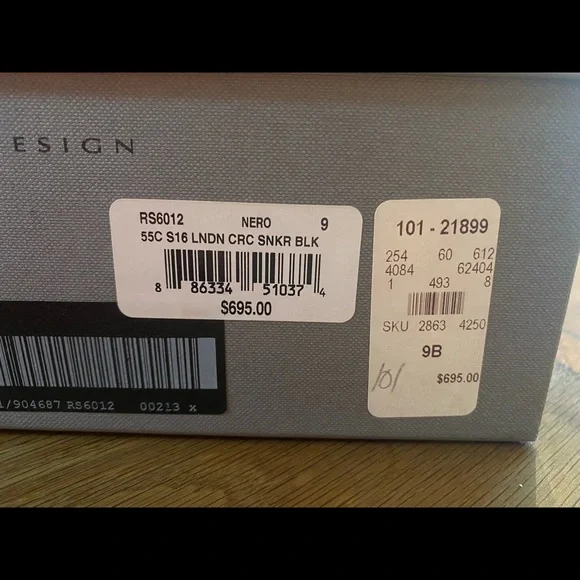 ESIGN
RS6012 NERO 9
55C S16 LNDN CRC SNKR BLK
8 86334 51037 4
$695.00
101 - 21899
254 60 612
4084 62404
1 493 8
SKU 2863 4250
9B
101
$695.00
/904687 RS6012 00213 x